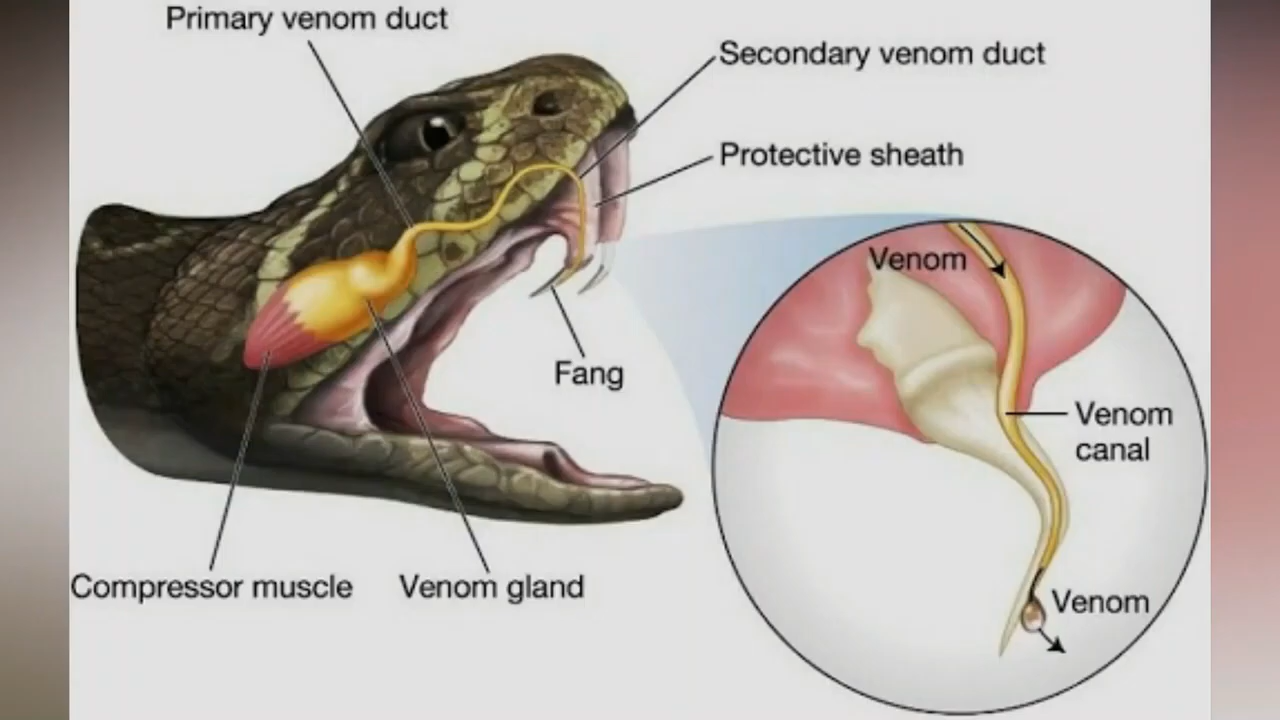 Primary venom duct
Secondary venom duct
Protective sheath
Venom
Fang
Venom
canal
Compressor muscle
Venom gland
Venom